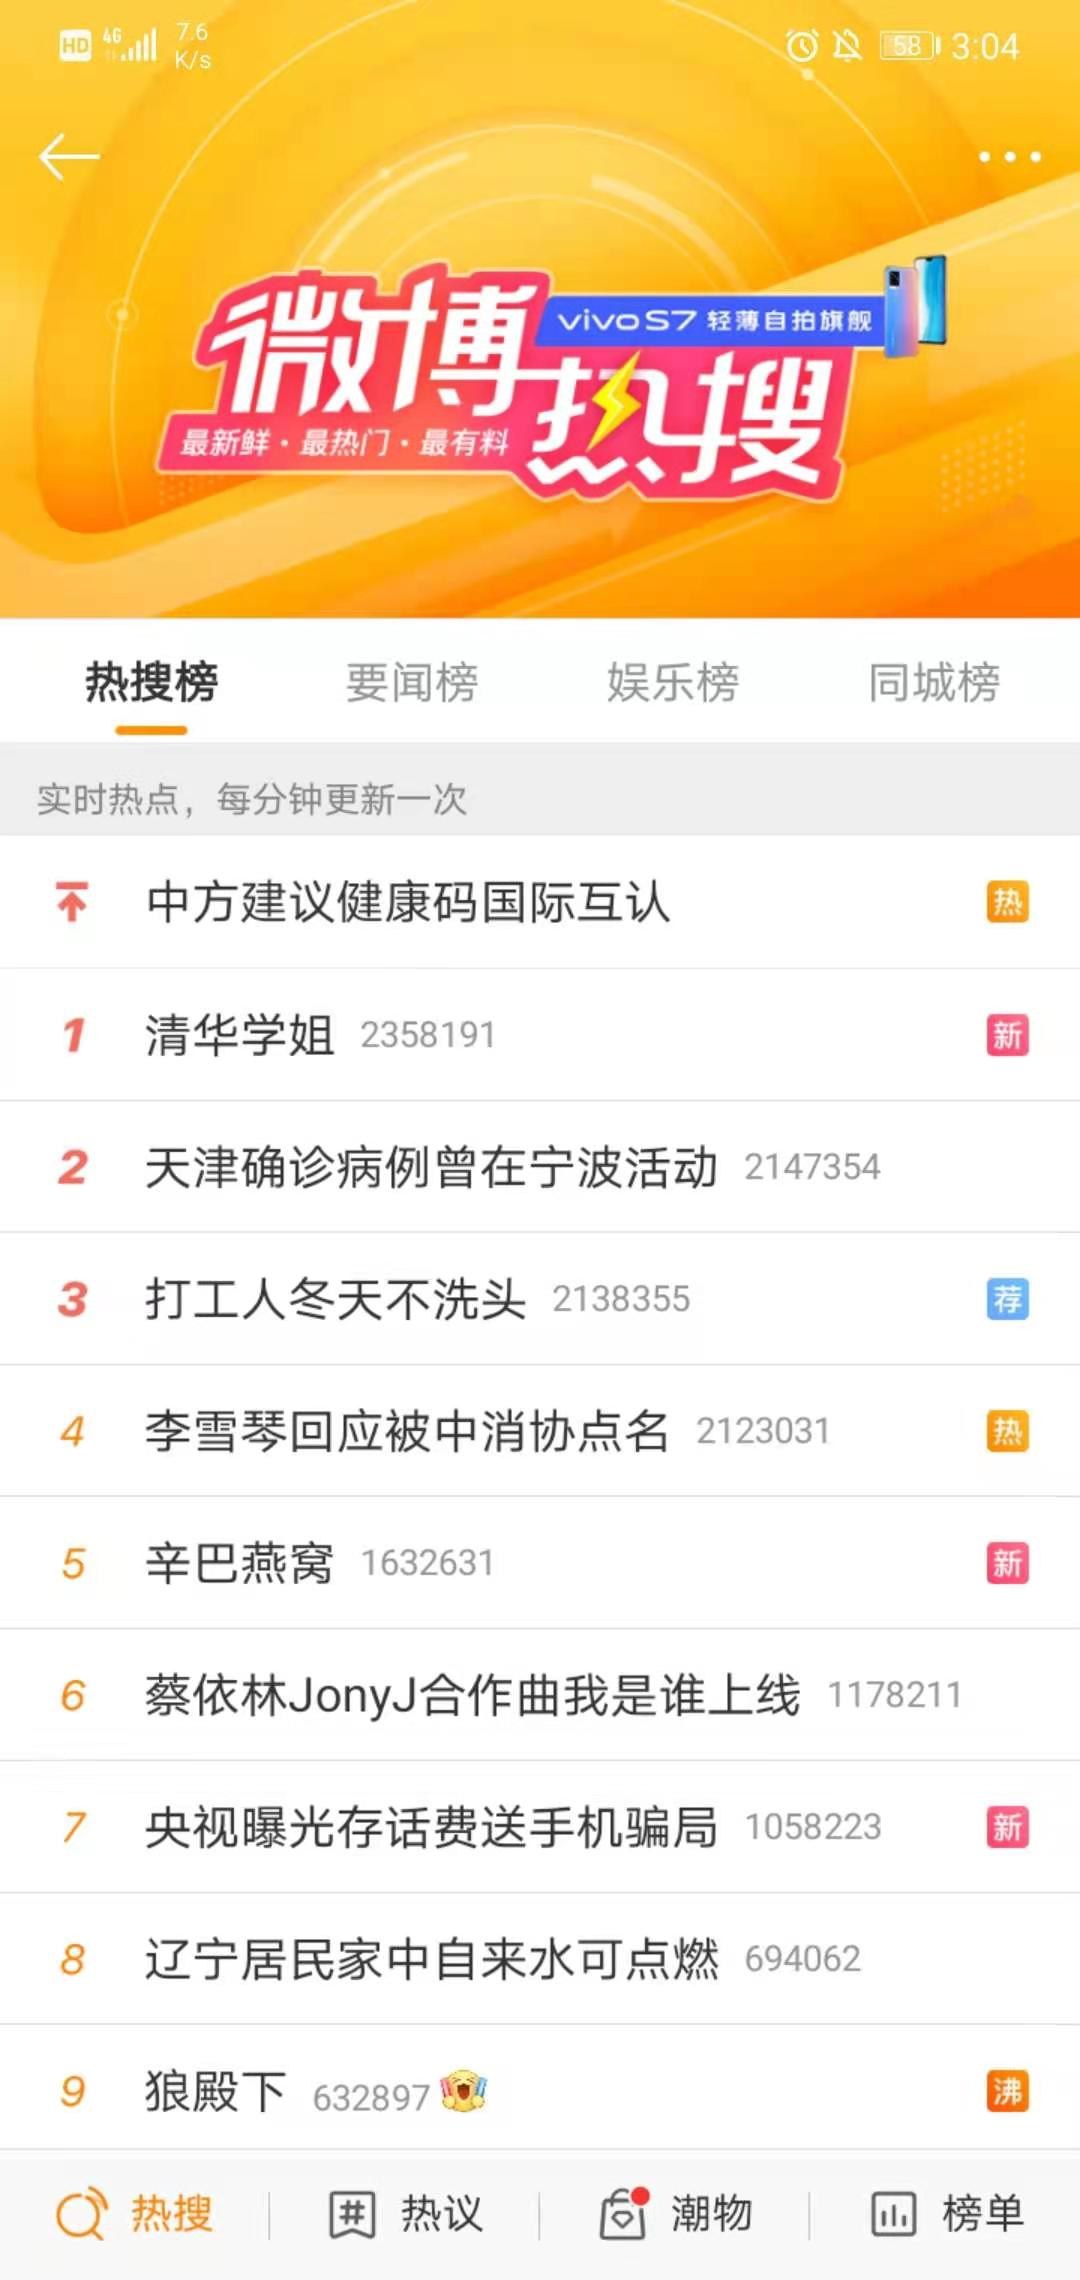 HD 4G 7.6 K/s 58 3:04
微博热搜
vivo S7 轻薄自拍旗舰
最新鲜·最热门·最有料
热搜榜 要闻榜 娱乐榜 同城榜
实时热点，每分钟更新一次
中方建议健康码国际互认 热
1 清华学姐 2358191 新
2 天津确诊病例曾在宁波活动 2147354
3 打工人冬天不洗头 2138355 荐
4 李雪琴回应被中消协点名 2123031 热
5 辛巴燕窝 1632631 新
6 蔡依林JonyJ合作曲我是谁上线 1178211
7 央视曝光存话费送手机骗局 1058223 新
8 辽宁居民家中自来水可点燃 694062
9 狼殿下 632897 沸
热搜 热议 潮物 榜单